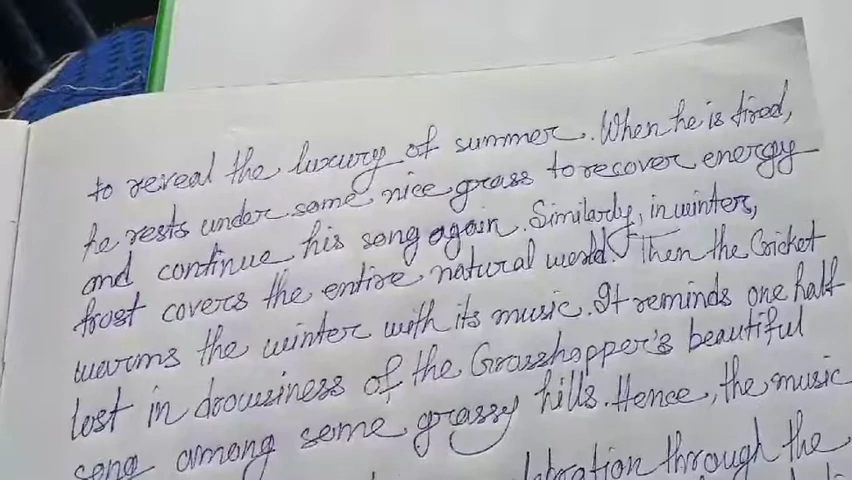 to reveal the luxury of summer. When he is tired,
he rests under some nice grass to recover energy
and continue his song again. Similarly, in winter,
frost covers the entire natural world. Then the Cricket
warms the winter with its music. It reminds one half
lost in drowsiness of the Grasshopper's beautiful
song among some grassy hills. Hence, the music
through the